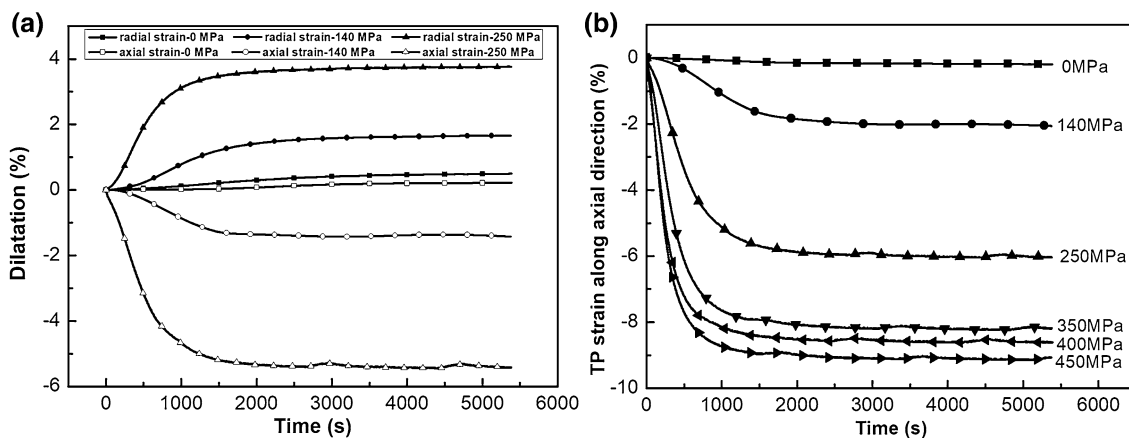 (a)
radial strain-0 MPa radial strain-140 MPa radial strain-250 MPa
axial strain-0 MPa axial strain-140 MPa axial strain-250 MPa
Dilatation (%)
4
2
0
-2
-4
-6
0 1000 2000 3000 4000 5000 6000
Time (s)
(b)
TP strain along axial direction (%)
0
-2
-4
-6
-8
-10
0MPa
140MPa
250MPa
350MPa
400MPa
450MPa
0 1000 2000 3000 4000 5000 6000
Time (s)